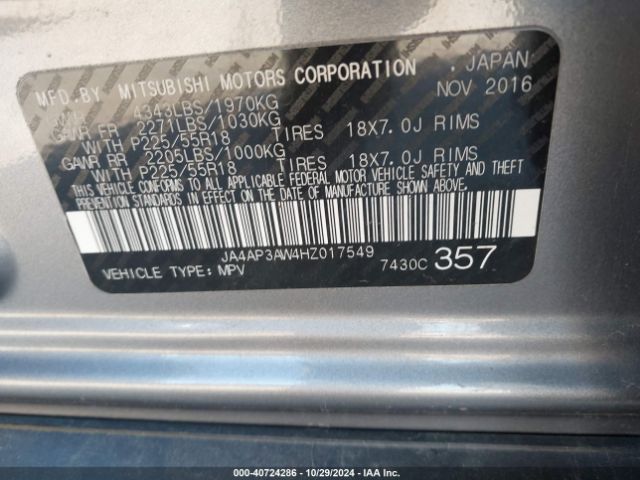 MFD.BY MITSUBISHI MOTORS CORPORATION / JAPAN
4343LBS/1970KG NOV 2016
GAWR FR 2271LBS/1030KG
WITH P225/55R18 TIRES 18X7.0J RIMS
GAWR RR 2205LBS/1000KG
WITH P225/55R18 TIRES 18X7.0J RIMS
THIS VEHICLE CONFORMS TO ALL APPLICABLE FEDERAL MOTOR VEHICLE SAFETY AND THEFT
PREVENTION STANDARDS IN EFFECT ON THE DATE OF MANUFACTURE SHOWN ABOVE.
JA4AP3AW4HZ017549
VEHICLE TYPE: MPV 7430C 357
000-40724286 - 10/29/2024 - IAA Inc.